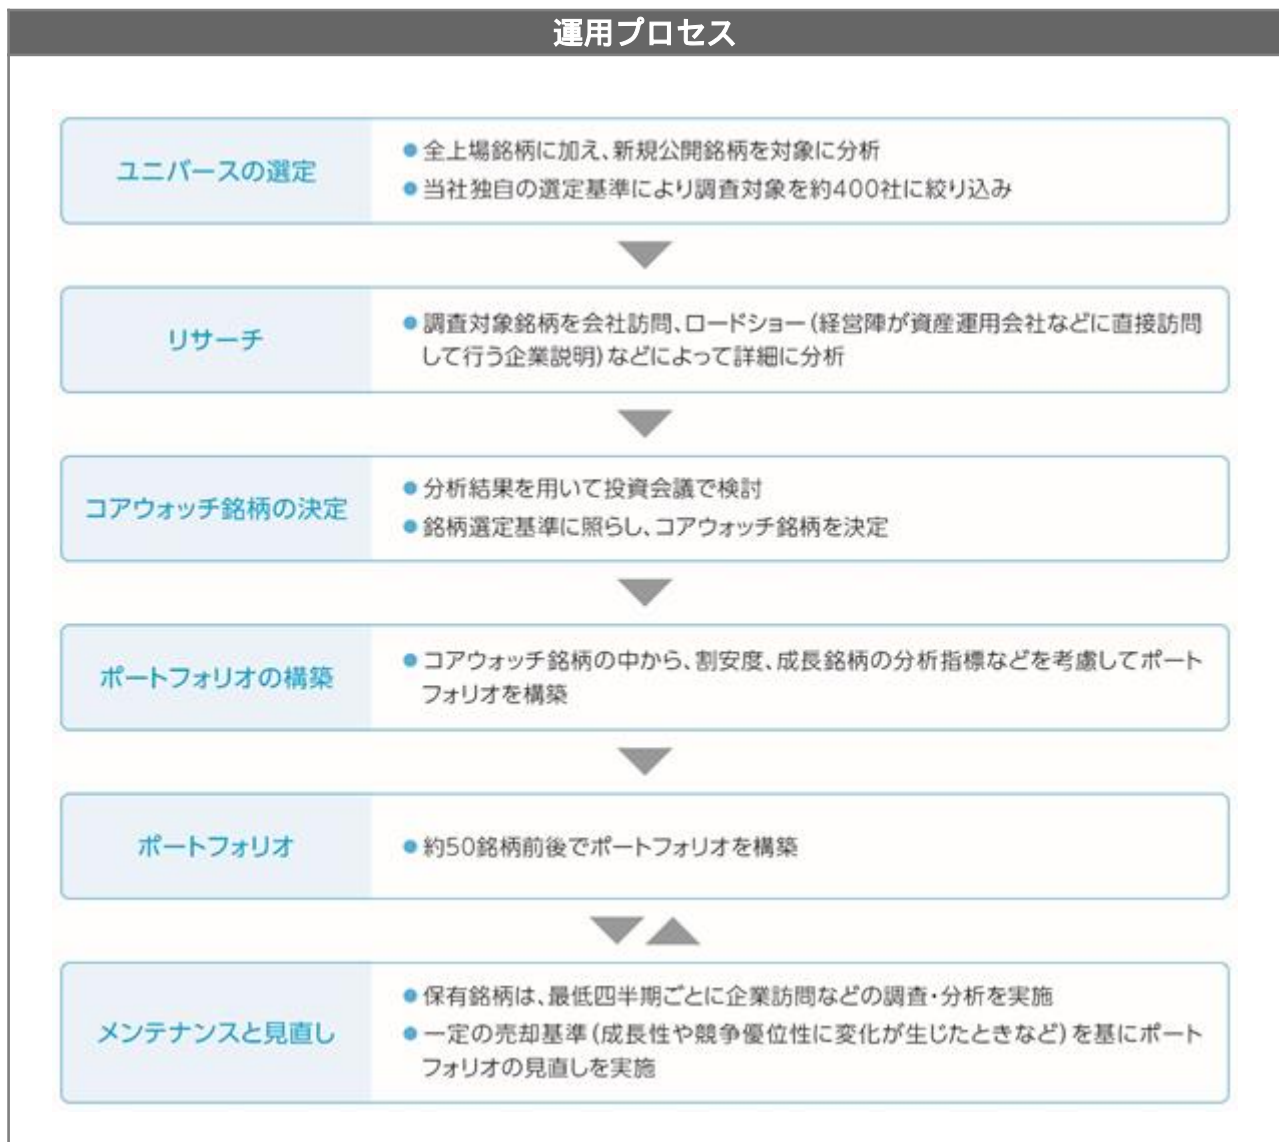 運用プロセス
ユニバースの選定
●全上場銘柄に加え、新規公開銘柄を対象に分析
●当社独自の選定基準により調査対象を約400社に絞り込み
リサーチ
●調査対象銘柄を会社訪問、ロードショー(経営陣が資産運用会社などに直接訪問
して行う企業説明)などによって詳細に分析
コアウォッチ銘柄の決定
●分析結果を用いて投資会議で検討
●銘柄選定基準に照らし、コアウォッチ銘柄を決定
ポートフォリオの構築
●コアウォッチ銘柄の中から、割安度、成長銘柄の分析指標などを考慮してポート
フォリオを構築
ポートフォリオ
●約50銘柄前後でポートフォリオを構築
メンテナンスと見直し
●保有銘柄は、最低四半期ごとに企業訪問などの調査・分析を実施
●一定の売却基準(成長性や競争優位性に変化が生じたときなど)を基にポート
フォリオの見直しを実施